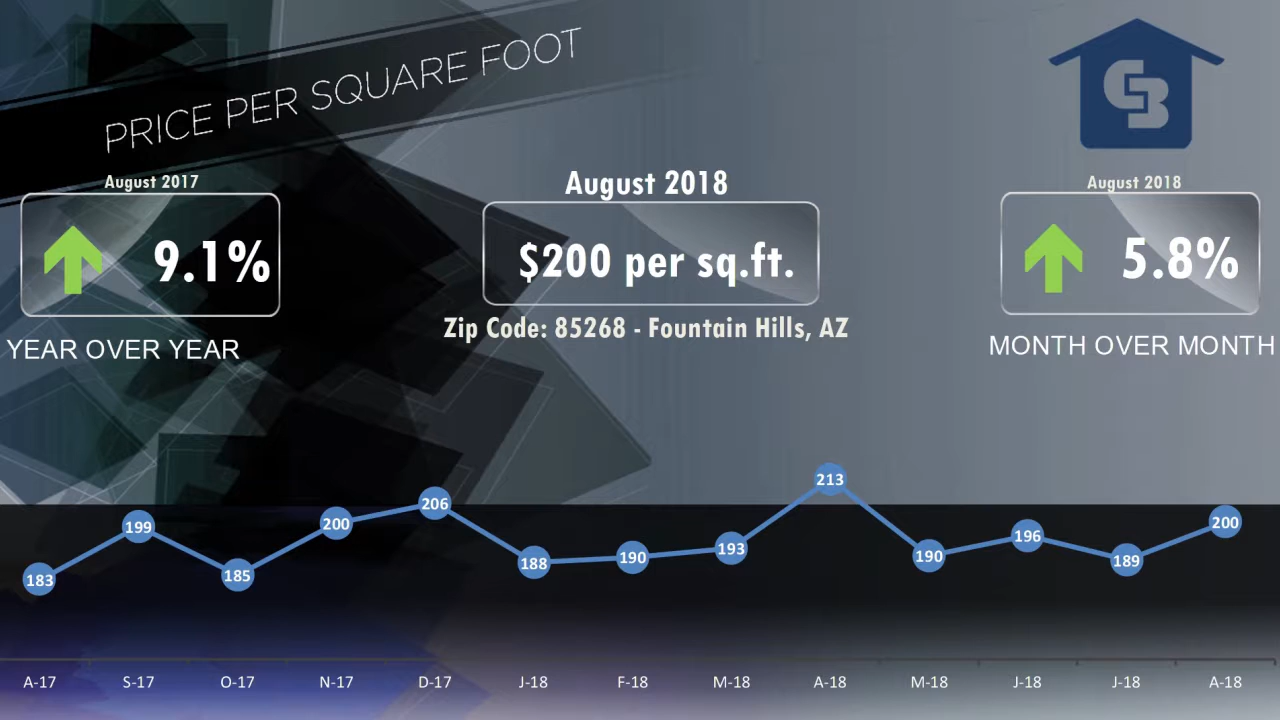 PRICE PER SQUARE FOOT
CB
August 2017
9.1%
YEAR OVER YEAR
August 2018
$200 per sq.ft.
Zip Code: 85268 - Fountain Hills, AZ
August 2018
5.8%
MONTH OVER MONTH
183 199 185 200 206 188 190 193 213 190 196 189 200
A-17 S-17 O-17 N-17 D-17 J-18 F-18 M-18 A-18 M-18 J-18 J-18 A-18